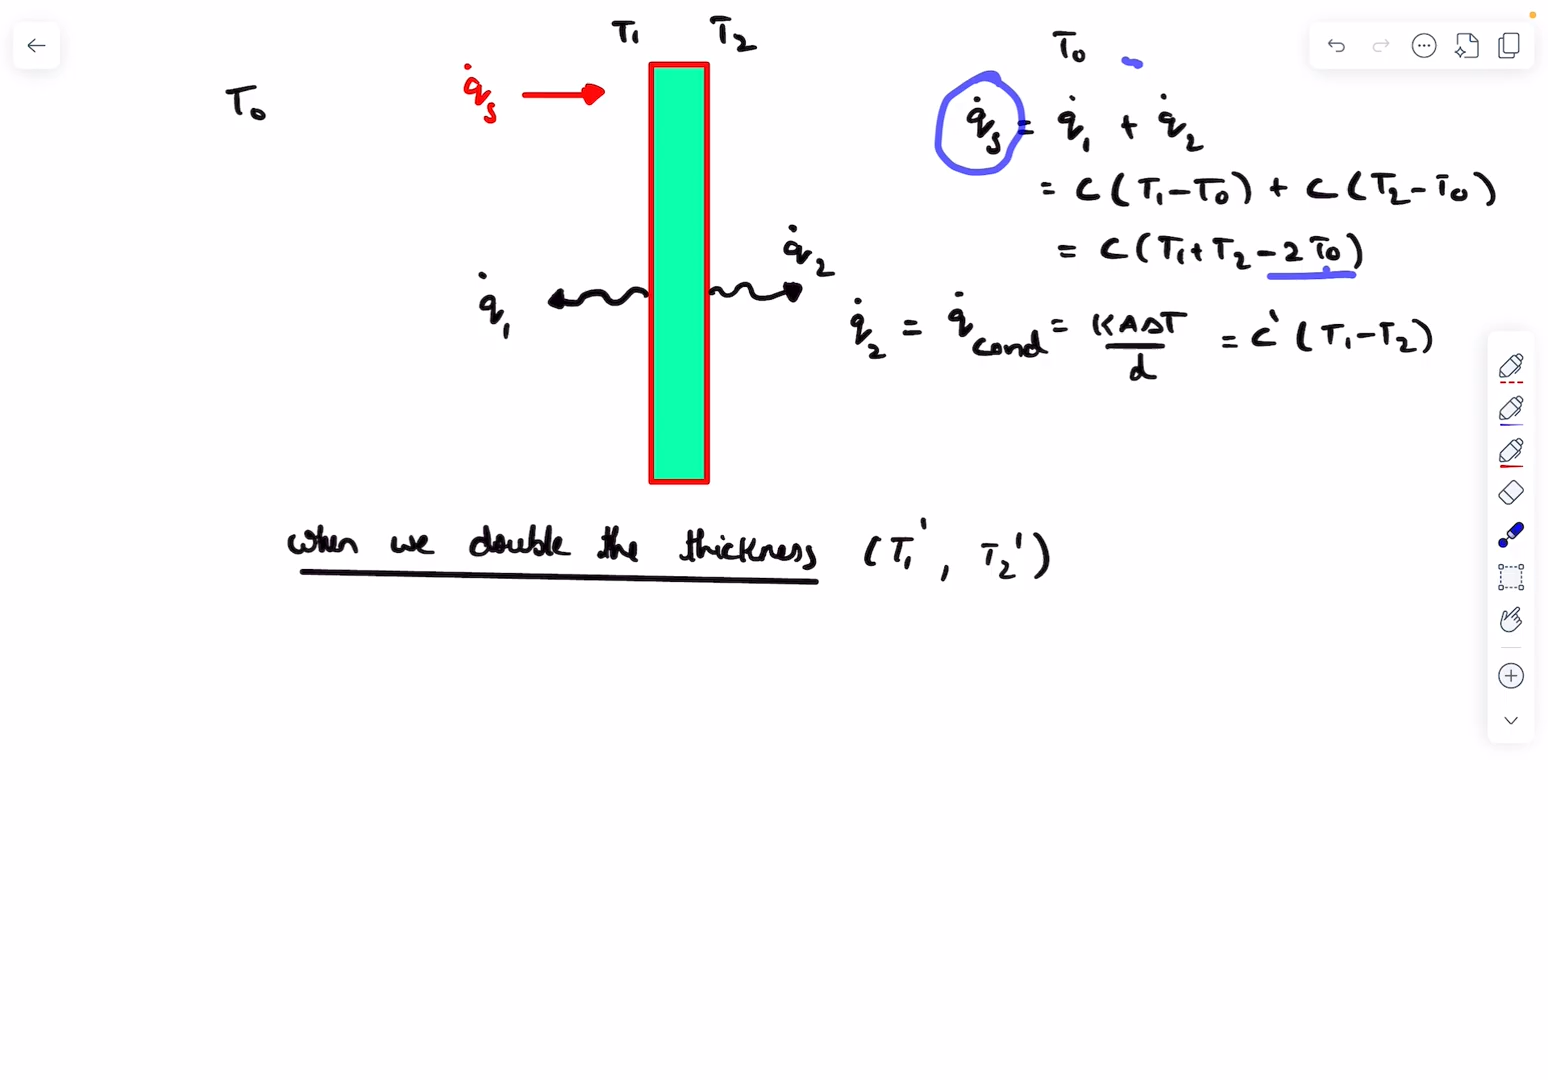 T₁ T₂
T₀
q̇ₛ
T₀
q̇ₛ = q̇₁ + q̇₂
= C (T₁ - T₀) + C (T₂ - T₀)
= C (T₁ + T₂ - 2T₀)
q̇₂
q̇₁
q̇₂ = q̇cond = KAΔT/d = C' (T₁ - T₂)
when we double the thickness (T₁', T₂')